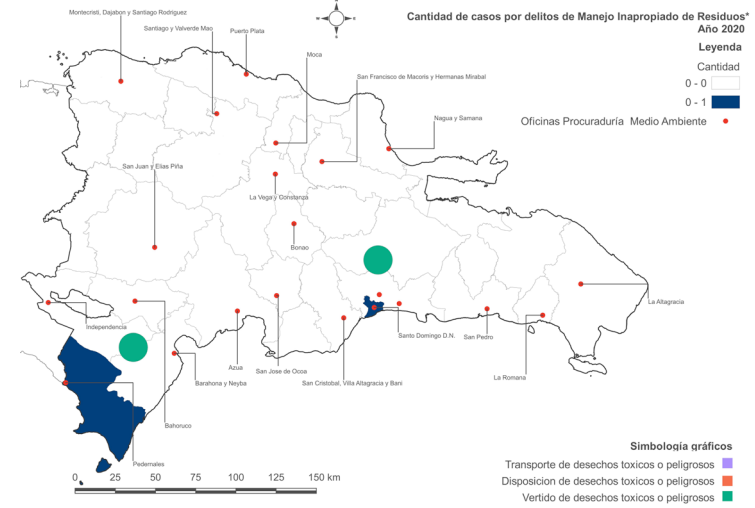 Cantidad de casos por delitos de Manejo Inapropiado de Residuos*
Año 2020
Leyenda
Cantidad
0 - 0
0 - 1
Oficinas Procuraduría Medio Ambiente
Montecristi, Dajabon y Santiago Rodriguez
Santiago y Valverde Mao
Puerto Plata
Moca
San Francisco de Macoris y Hermanas Mirabal
Nagua y Samana
San Juan y Elias Piña
La Vega y Constanza
Bonao
La Altagracia
Independencia
Santo Domingo D.N.
San Pedro
Azua
San Jose de Ocoa
La Romana
Barahona y Neyba
San Cristobal, Villa Altagracia y Bani
Bahoruco
Pedernales
0 25 50 75 100 150 km
Simbología gráficos
Transporte de desechos toxicos o peligrosos
Disposicion de desechos toxicos o peligrosos
Vertido de desechos toxicos o peligrosos